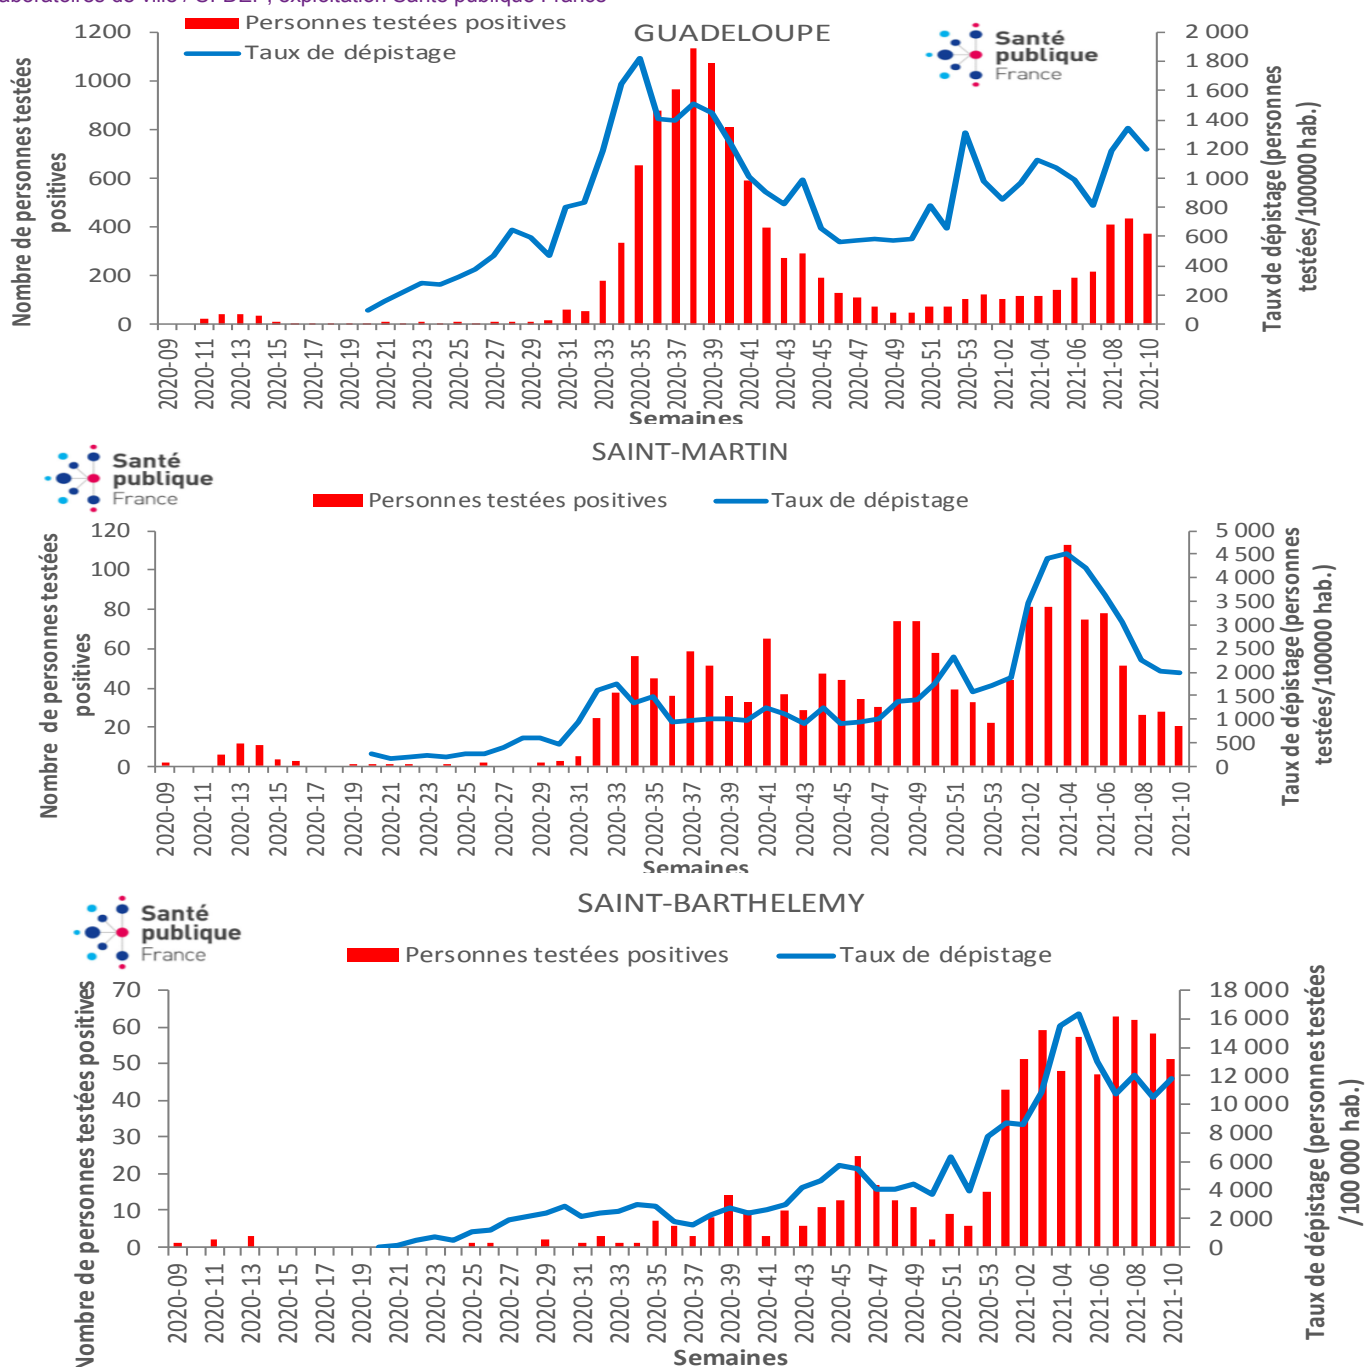 Personnes testées positives
Taux de dépistage
GUADELOUPE
Santé
publique
France
Nombre de personnes testées
positives
1200
1000
800
600
400
200
0
2 000
1 800
1 600
1 400
1 200
1 000
800
600
400
200
0
Taux de dépistage (personnes
testées/100000 hab.)
2020-09 2020-11 2020-13 2020-15 2020-17 2020-19 2020-21 2020-23 2020-25 2020-27 2020-29 2020-31 2020-33 2020-35 2020-37 2020-39 2020-41 2020-43 2020-45 2020-47 2020-49 2020-51 2020-53 2021-02 2021-04 2021-06 2021-08 2021-10
Semaines
SAINT-MARTIN
Santé
publique
France
Personnes testées positives
Taux de dépistage
Nombre de personnes testées
positives
120
100
80
60
40
20
0
5 000
4 500
4 000
3 500
3 000
2 500
2 000
1 500
1 000
500
0
Taux de dépistage (personnes
testées/100000 hab.)
2020-09 2020-11 2020-13 2020-15 2020-17 2020-19 2020-21 2020-23 2020-25 2020-27 2020-29 2020-31 2020-33 2020-35 2020-37 2020-39 2020-41 2020-43 2020-45 2020-47 2020-49 2020-51 2020-53 2021-02 2021-04 2021-06 2021-08 2021-10
Semaines
SAINT-BARTHELEMY
Santé
publique
France
Personnes testées positives
Taux de dépistage
Nombre de personnes testées positives
70
60
50
40
30
20
10
0
18 000
16 000
14 000
12 000
10 000
8 000
6 000
4 000
2 000
0
Taux de dépistage (personnes testées
/100 000 hab.)
2020-09 2020-11 2020-13 2020-15 2020-17 2020-19 2020-21 2020-23 2020-25 2020-27 2020-29 2020-31 2020-33 2020-35 2020-37 2020-39 2020-41 2020-43 2020-45 2020-47 2020-49 2020-51 2020-53 2021-02 2021-04 2021-06 2021-08 2021-10
Semaines